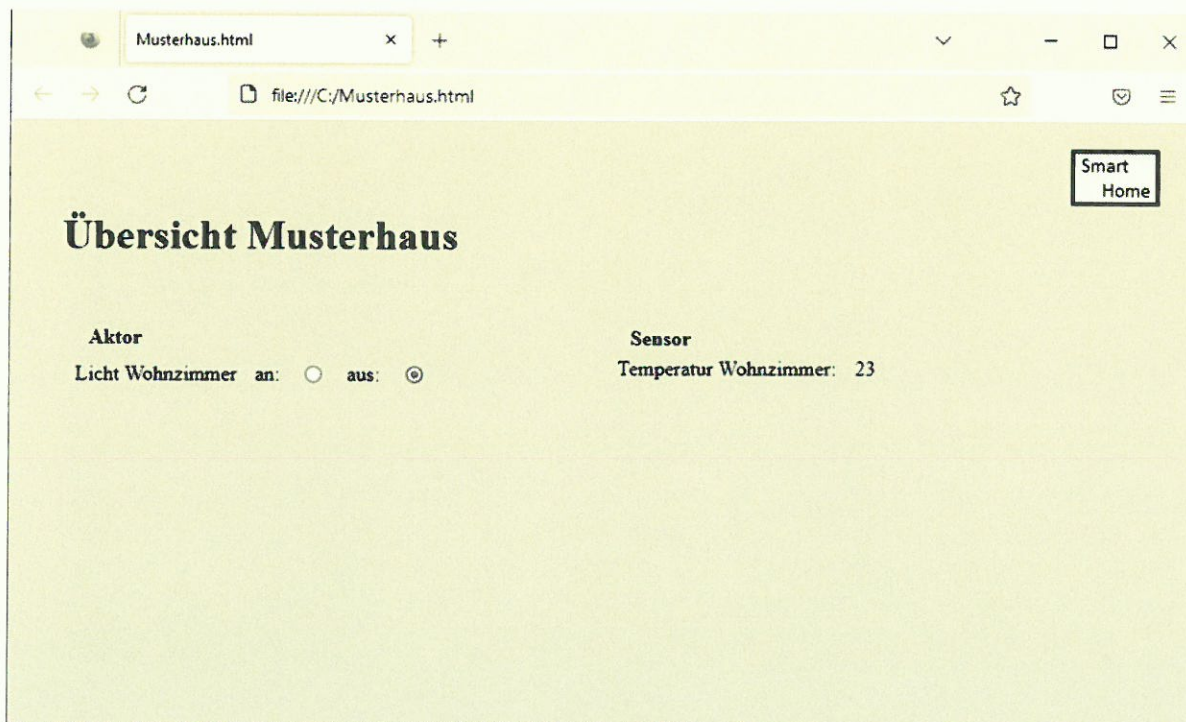 Musterhaus.html
file:///C:/Musterhaus.html
Smart
Home
Übersicht Musterhaus
Aktor
Sensor
Licht Wohnzimmer an: aus:
Temperatur Wohnzimmer: 23